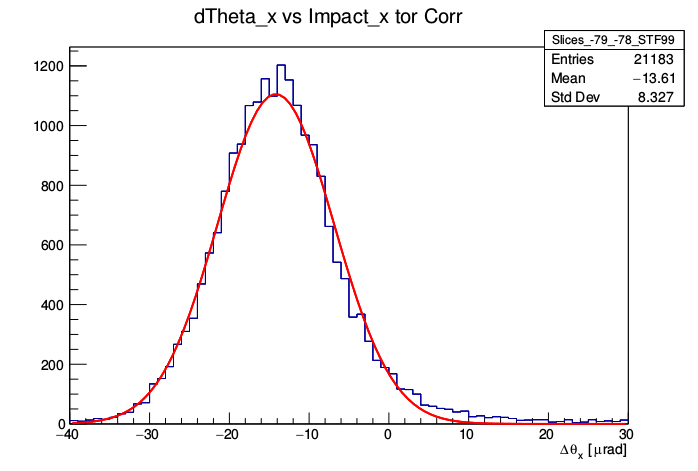 dTheta_x vs Impact_x tor Corr
Slices_-79_-78_STF99
Entries 21183
Mean −13.61
Std Dev 8.327
1200
1000
800
600
400
200
0
−40 −30 −20 −10 0 10 20 30
Δθx [μrad]